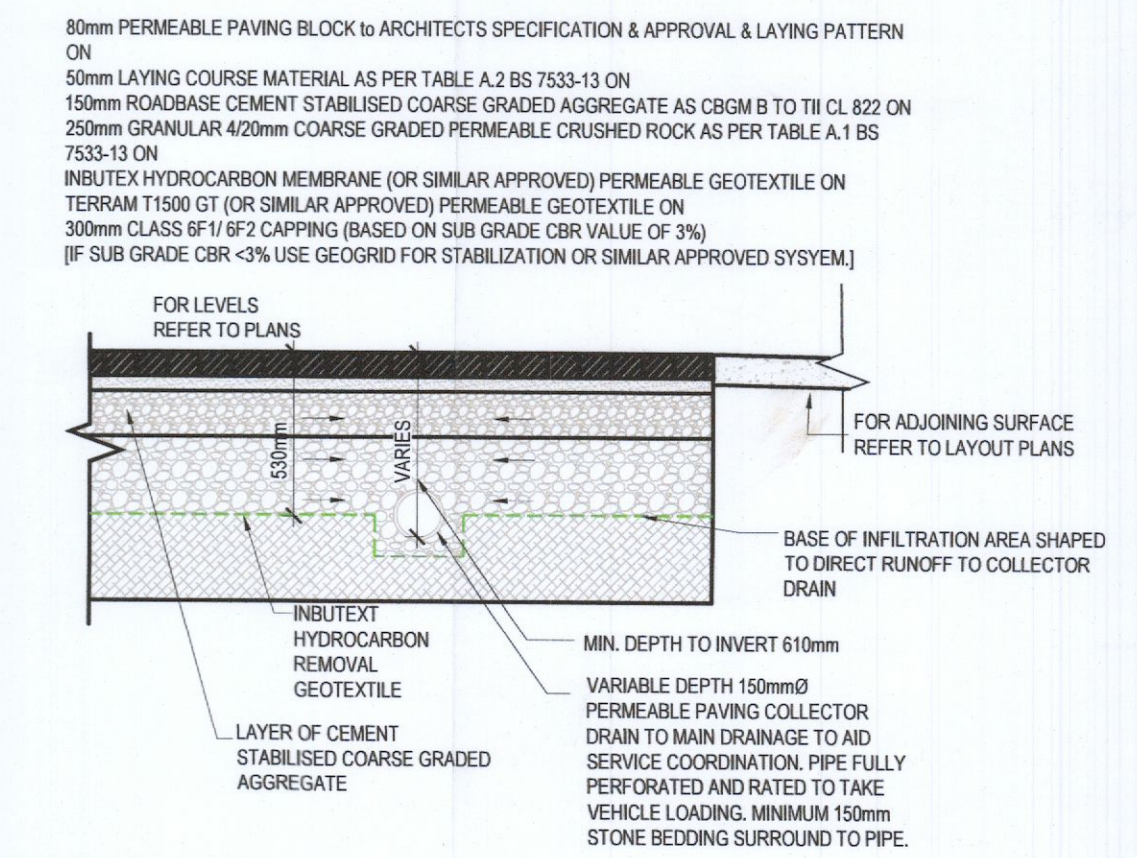 80mm PERMEABLE PAVING BLOCK to ARCHITECTS SPECIFICATION & APPROVAL & LAYING PATTERN
ON
50mm LAYING COURSE MATERIAL AS PER TABLE A.2 BS 7533-13 ON
150mm ROADBASE CEMENT STABILISED COARSE GRADED AGGREGATE AS CBGM B TO TII CL 822 ON
250mm GRANULAR 4/20mm COARSE GRADED PERMEABLE CRUSHED ROCK AS PER TABLE A.1 BS
7533-13 ON
INBUTEX HYDROCARBON MEMBRANE (OR SIMILAR APPROVED) PERMEABLE GEOTEXTILE ON
TERRAM T1500 GT (OR SIMILAR APPROVED) PERMEABLE GEOTEXTILE ON
300mm CLASS 6F1/ 6F2 CAPPING (BASED ON SUB GRADE CBR VALUE OF 3%)
[IF SUB GRADE CBR <3% USE GEOGRID FOR STABILIZATION OR SIMILAR APPROVED SYSYEM.]
FOR LEVELS
REFER TO PLANS
530mm
VARIES
FOR ADJOINING SURFACE
REFER TO LAYOUT PLANS
BASE OF INFILTRATION AREA SHAPED
TO DIRECT RUNOFF TO COLLECTOR
DRAIN
INBUTEXT
HYDROCARBON
REMOVAL
GEOTEXTILE
MIN. DEPTH TO INVERT 610mm
LAYER OF CEMENT
STABILISED COARSE GRADED
AGGREGATE
VARIABLE DEPTH 150mmØ
PERMEABLE PAVING COLLECTOR
DRAIN TO MAIN DRAINAGE TO AID
SERVICE COORDINATION. PIPE FULLY
PERFORATED AND RATED TO TAKE
VEHICLE LOADING. MINIMUM 150mm
STONE BEDDING SURROUND TO PIPE.